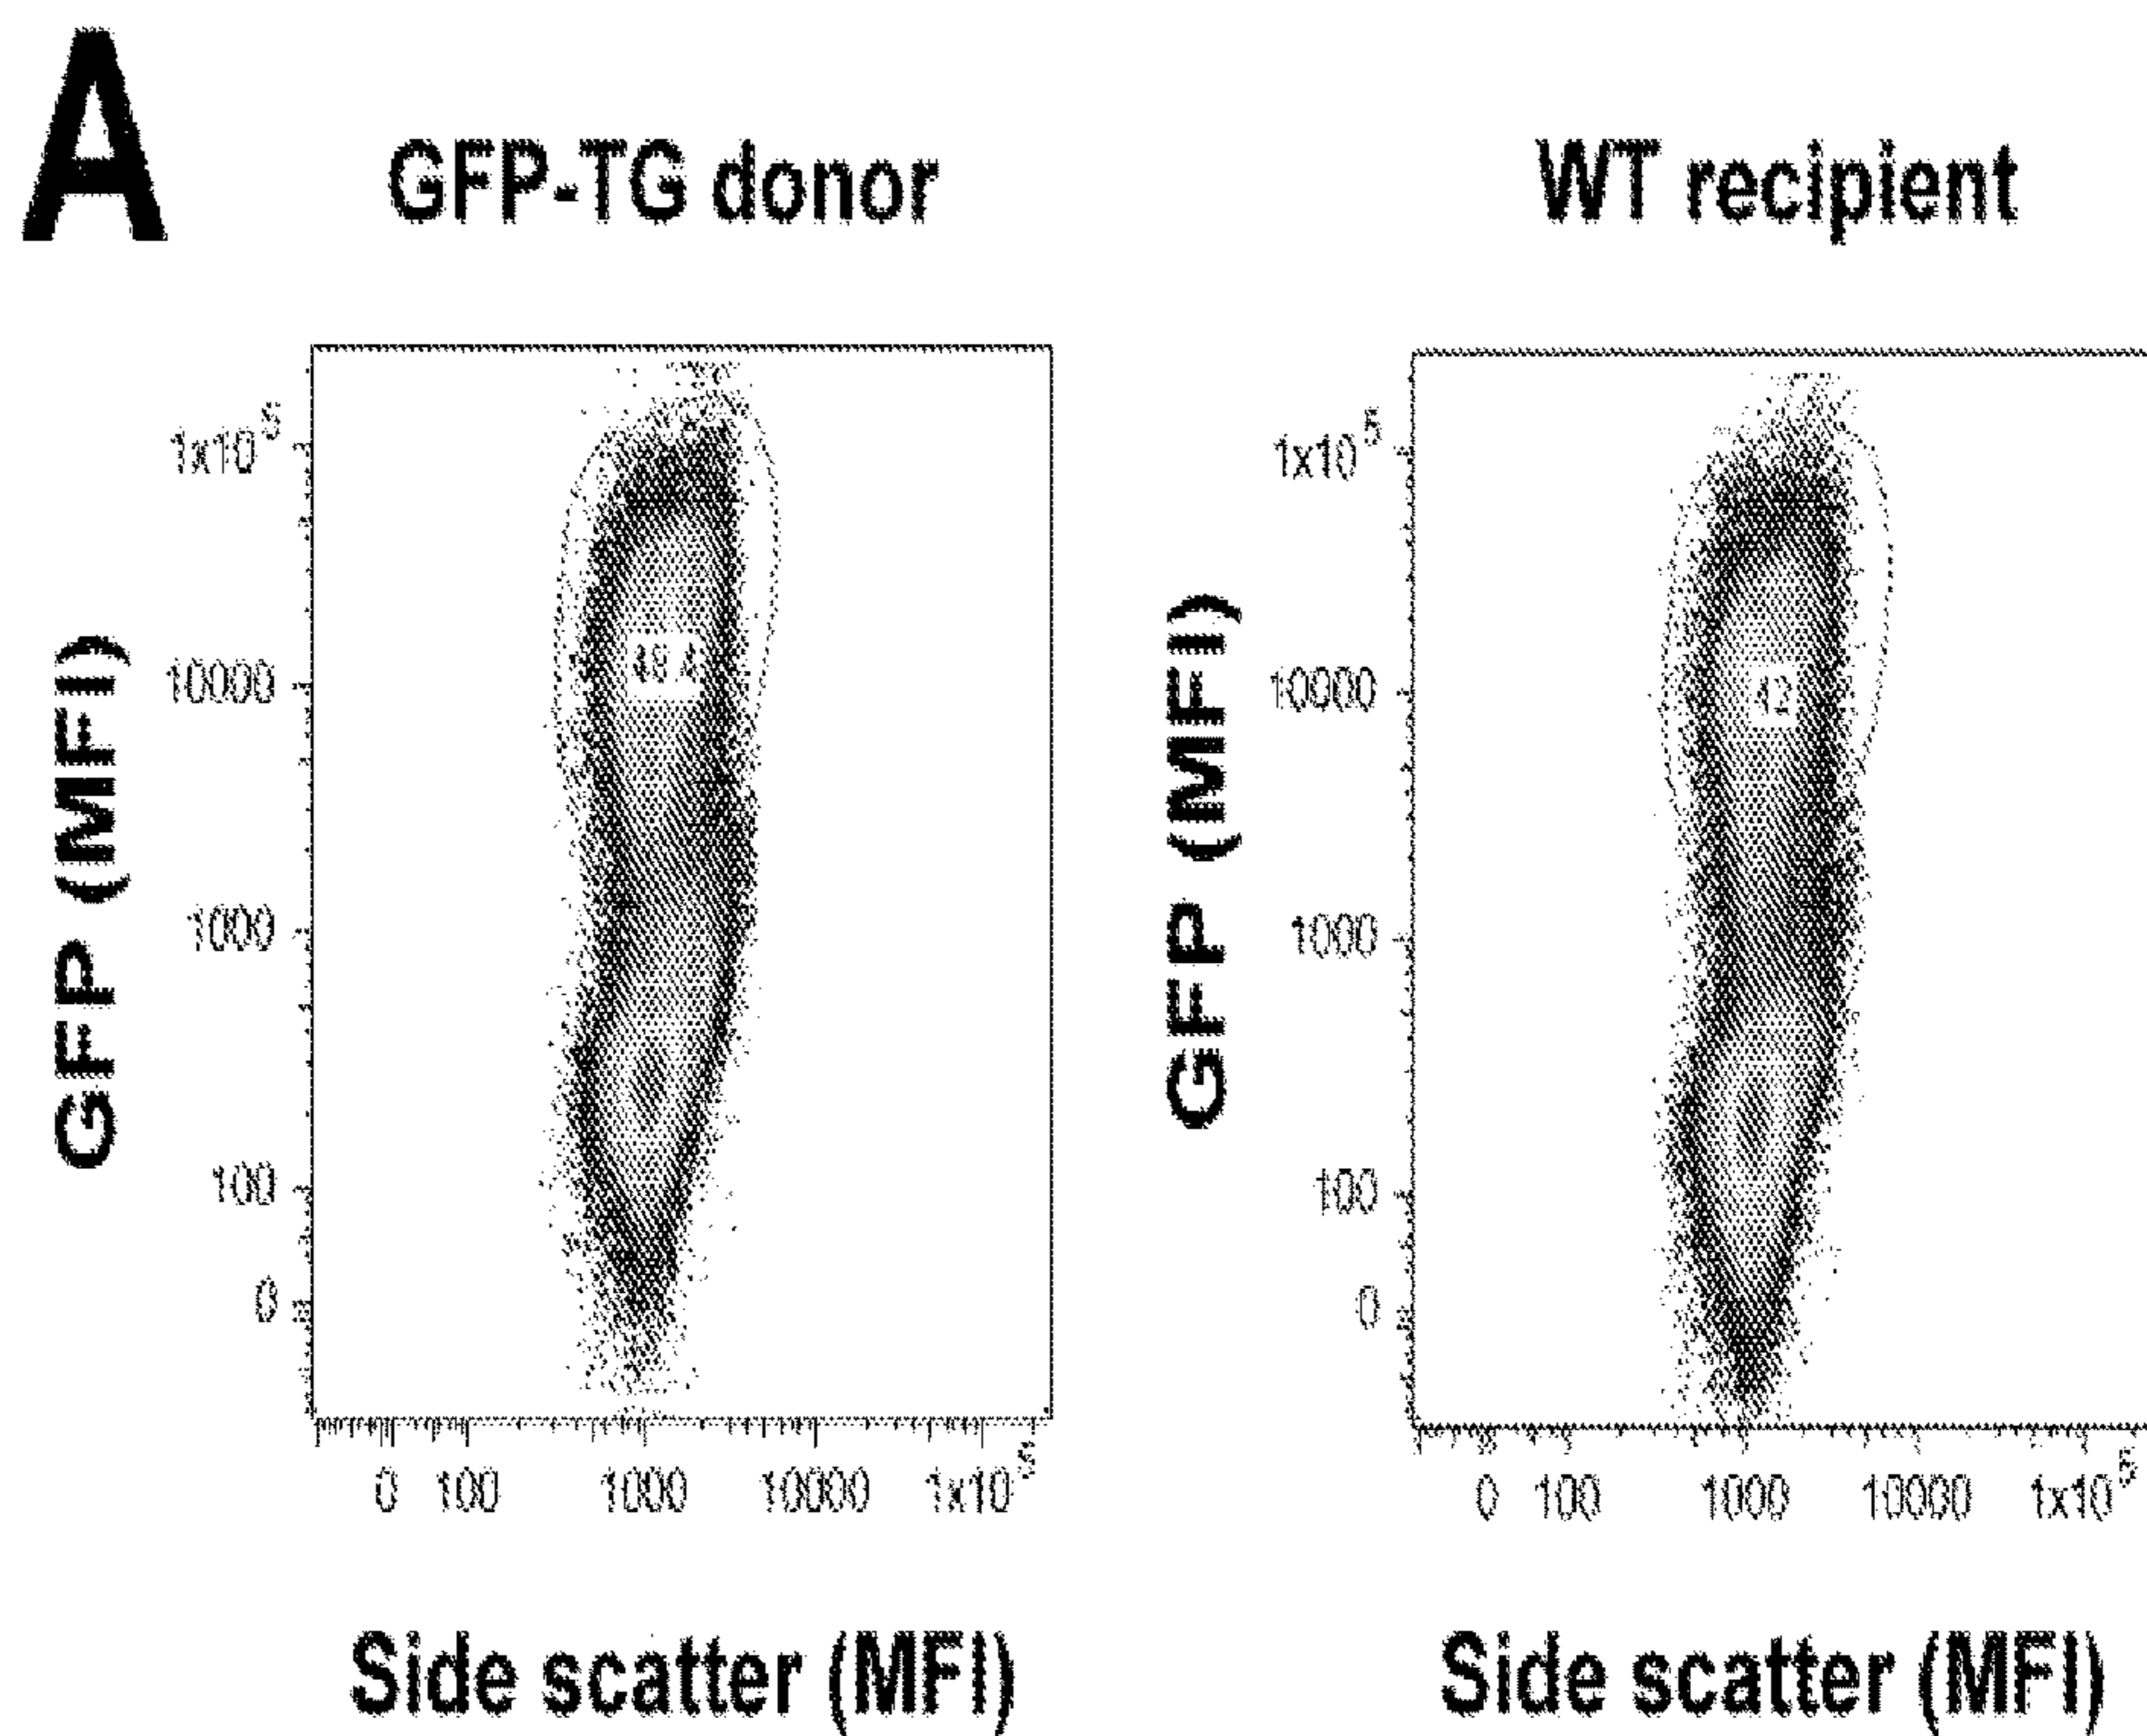 A
GFP-TG donor
WT recipient
GFP (MFI)
1x10^5
10000
1000
100
0
0 100 1000 10000 1x10^5
Side scatter (MFI)
GFP (MFI)
1x10^5
10000
42
1000
100
0
0 100 1000 10000 1x10^5
Side scatter (MFI)